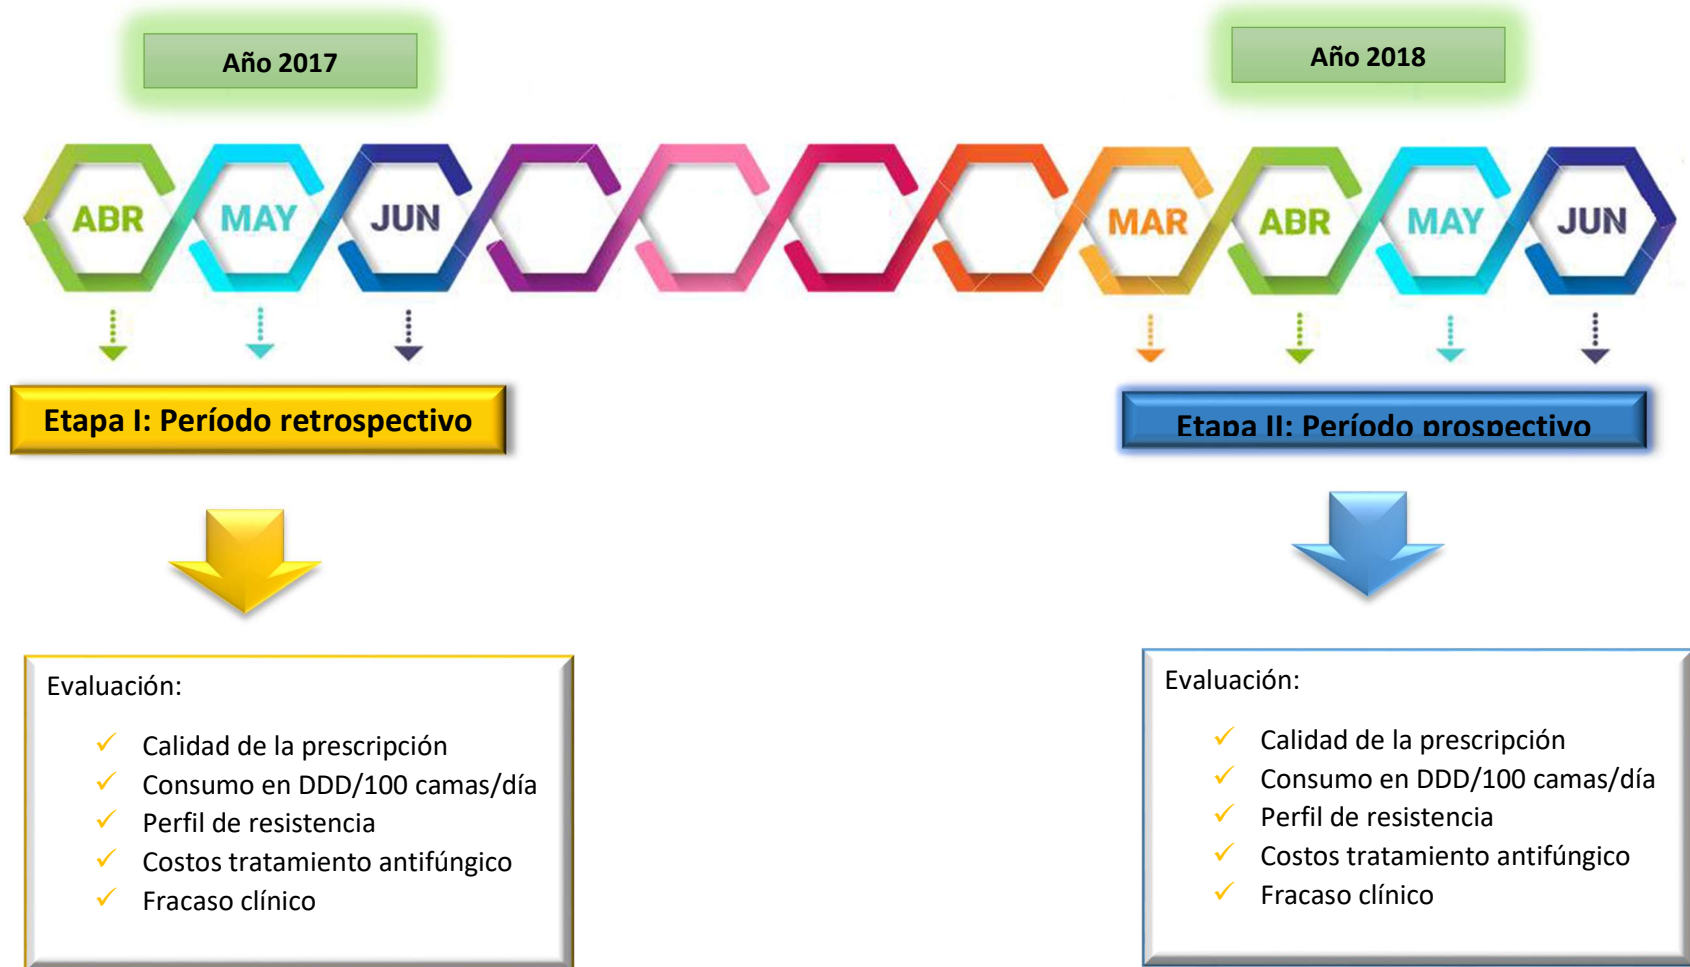 Año 2017
Año 2018
ABR
MAY
JUN
MAR
ABR
MAY
JUN
Etapa I: Período retrospectivo
Etapa II: Período prospectivo
Evaluación:
Calidad de la prescripción
Consumo en DDD/100 camas/día
Perfil de resistencia
Costos tratamiento antifúngico
Fracaso clínico
Evaluación:
Calidad de la prescripción
Consumo en DDD/100 camas/día
Perfil de resistencia
Costos tratamiento antifúngico
Fracaso clínico